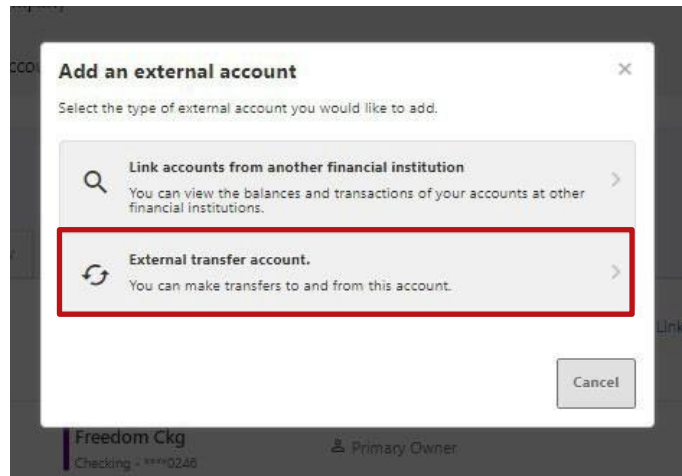 Add an external account
Select the type of external account you would like to add.
Link accounts from another financial institution
You can view the balances and transactions of your accounts at other
financial institutions.
External transfer account.
You can make transfers to and from this account.
Link
Cancel
Freedom Ckg
Primary Owner
Checking - ****0246